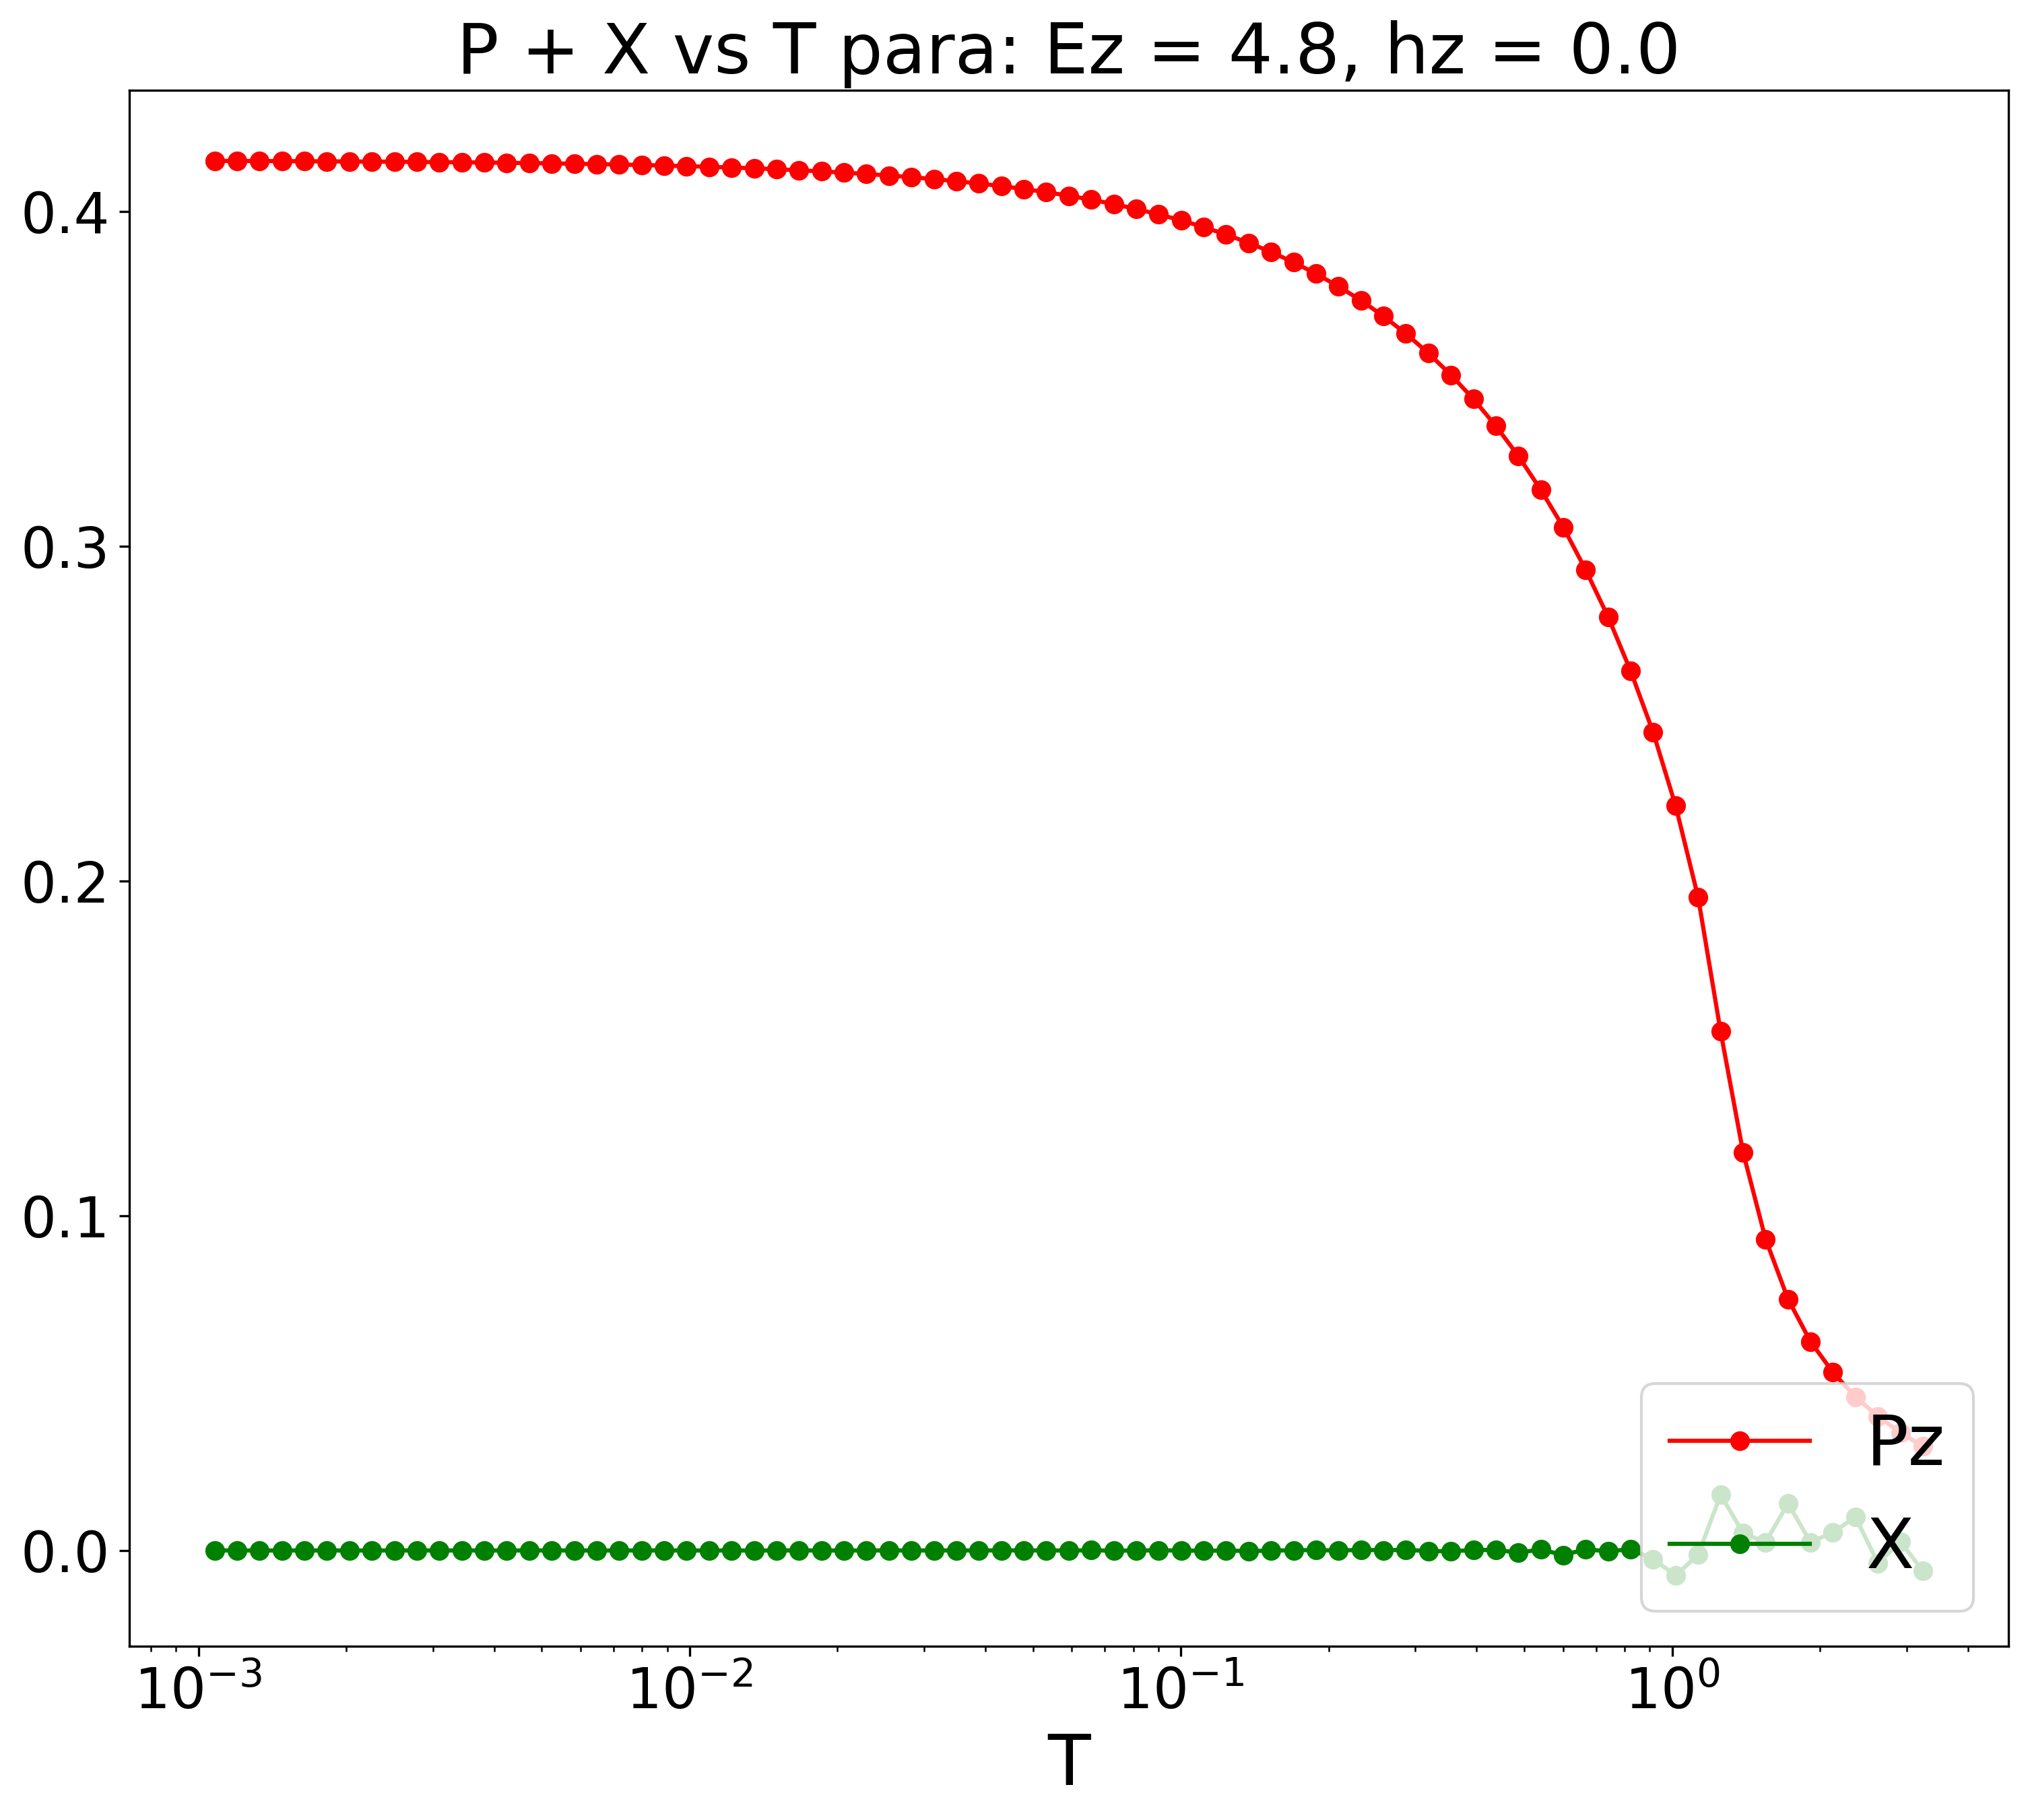 P + X vs T para: Ez = 4.8, hz = 0.0
0.4
0.3
0.2
0.1
0.0
Pz
X
10⁻³ 10⁻² 10⁻¹ 10⁰
T